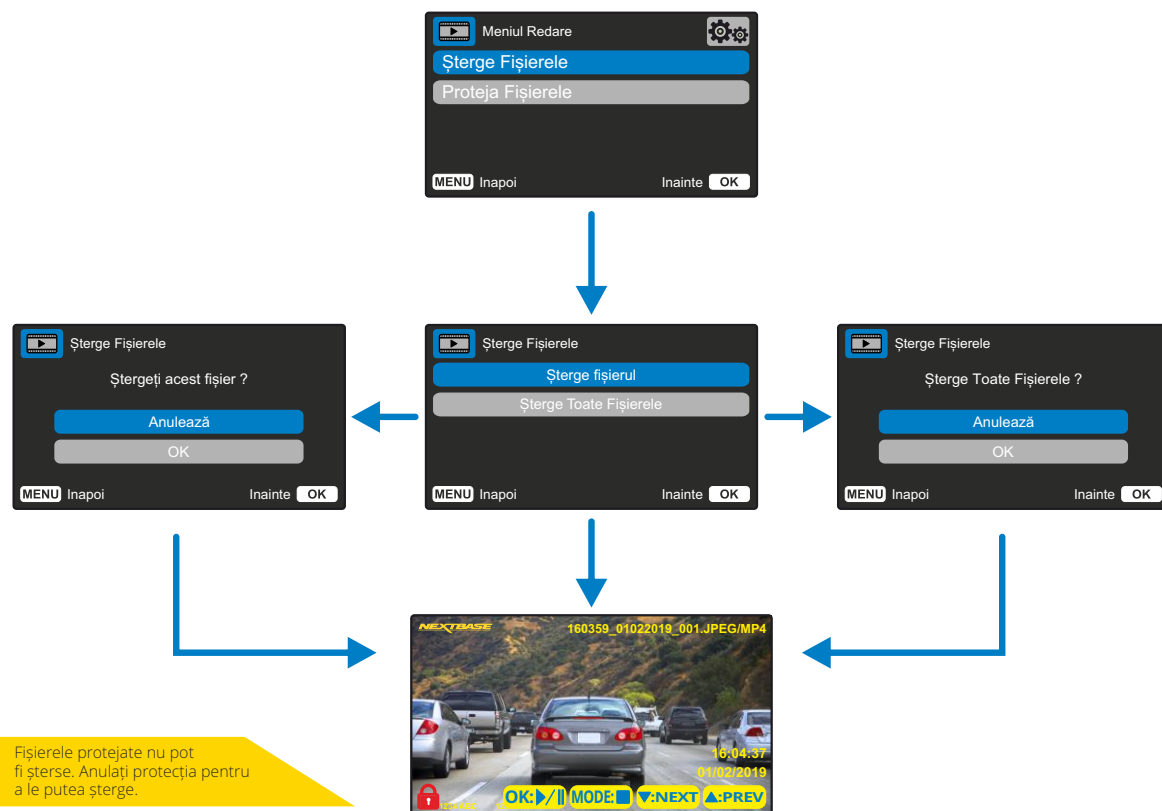 Meniul Redare
Șterge Fișierele
Proteja Fișierele
MENU Inapoi Inainte OK
Șterge Fișierele
Ștergeți acest fișier ?
Anulează
OK
MENU Inapoi Inainte OK
Șterge Fișierele
Șterge fișierul
Șterge Toate Fișierele
MENU Inapoi Inainte OK
Șterge Fișierele
Șterge Toate Fișierele ?
Anulează
OK
MENU Inapoi Inainte OK
NEXTBASE 160359_01022019_001.JPEG/MP4
16:04:37
01/02/2019
OK: MODE: :NEXT :PREV
Fișierele protejate nu pot
fi șterse. Anulați protecția pentru
a le putea șterge.